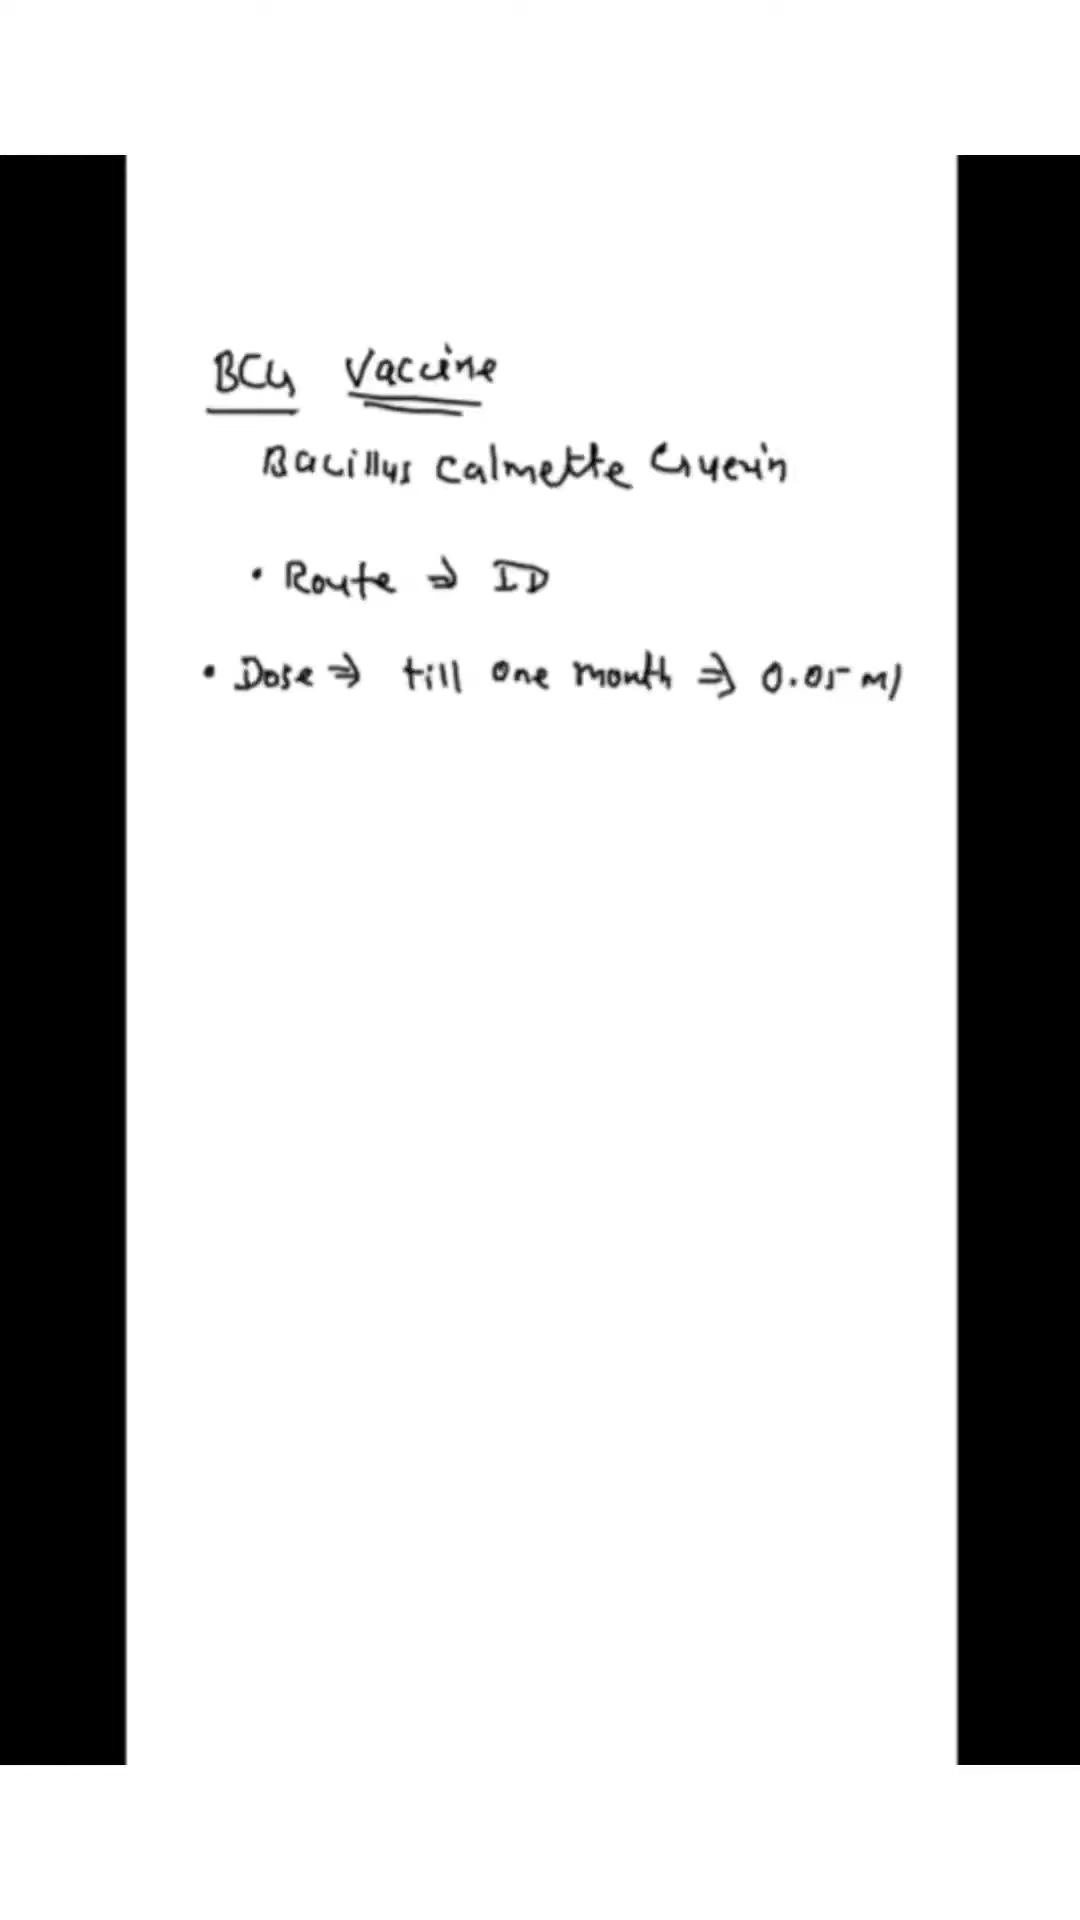 BCG Vaccine
Bacillus Calmette Guerin
• Route ⇒ ID
• Dose ⇒ till one month ⇒ 0.05 ml